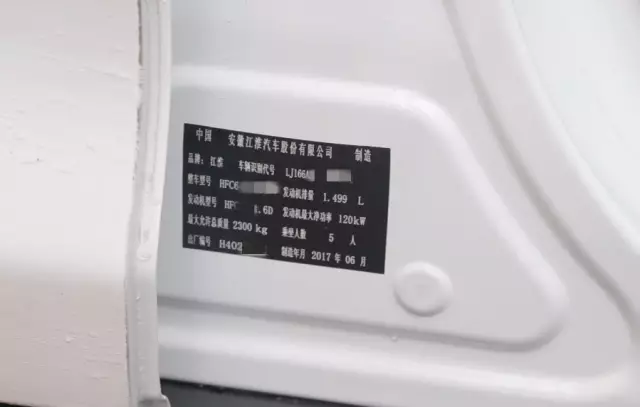 中国 安徽江淮汽车股份有限公司 制造
品牌: 江淮 车辆识别代号 LJ166A
整车型号 HFC6 发动机排量 1.499 L
发动机型号 HFC .6D 发动机最大净功率 120kW
最大允许总质量 2300 kg 乘坐人数 5 人
出厂编号 H402 制造年月 2017 年 06 月